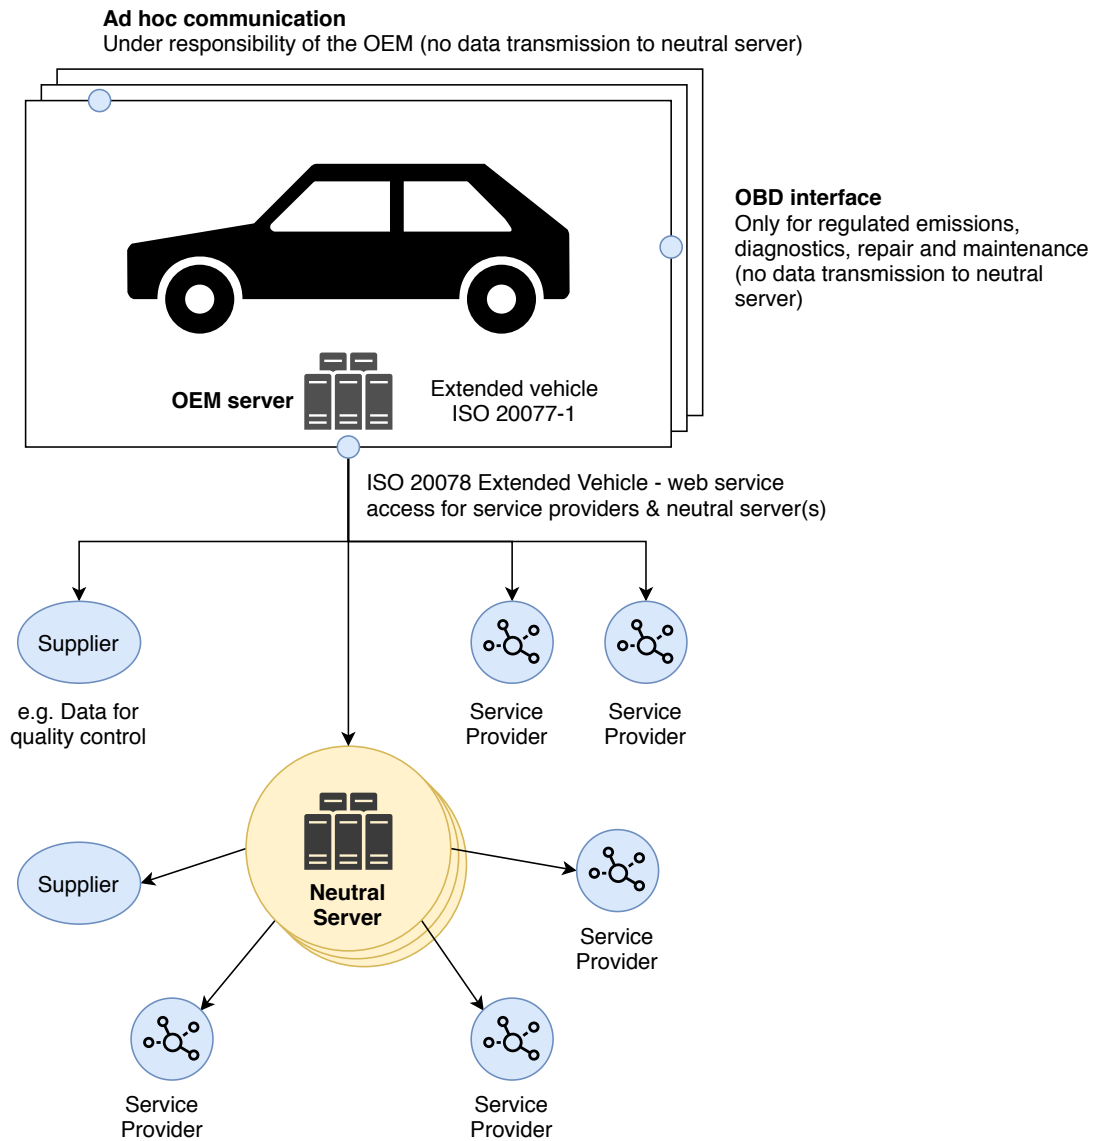 Ad hoc communication
Under responsibility of the OEM (no data transmission to neutral server)
OBD interface
Only for regulated emissions,
diagnostics, repair and maintenance
(no data transmission to neutral
server)
OEM server
Extended vehicle
ISO 20077-1
ISO 20078 Extended Vehicle - web service
access for service providers & neutral server(s)
Supplier
e.g. Data for
quality control
Service
Provider
Service
Provider
Neutral
Server
Supplier
Service
Provider
Service
Provider
Service
Provider